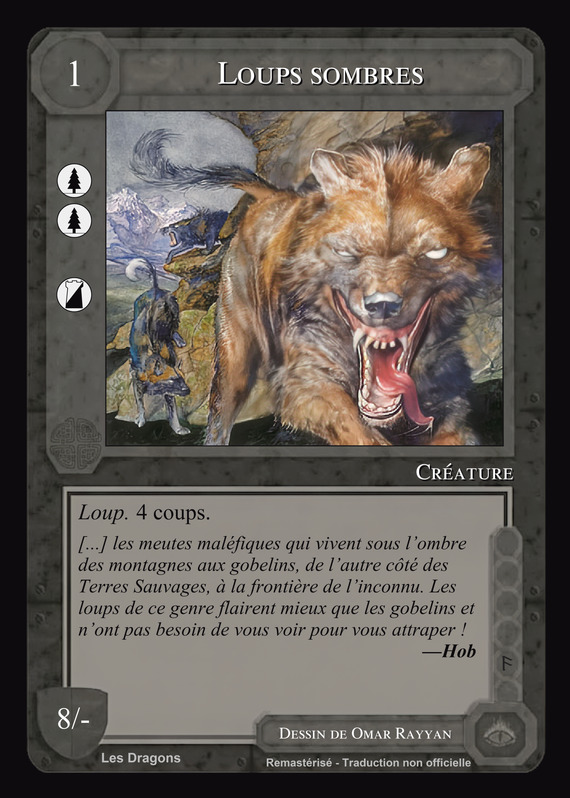 1
Loups sombres
Créature
Loup. 4 coups.
[...] les meutes maléfiques qui vivent sous l’ombre
des montagnes aux gobelins, de l’autre côté des
Terres Sauvages, à la frontière de l’inconnu. Les
loups de ce genre flairent mieux que les gobelins et
n’ont pas besoin de vous voir pour vous attraper !
—Hob
8/-
Dessin de Omar Rayyan
Les Dragons
Remastérisé - Traduction non officielle